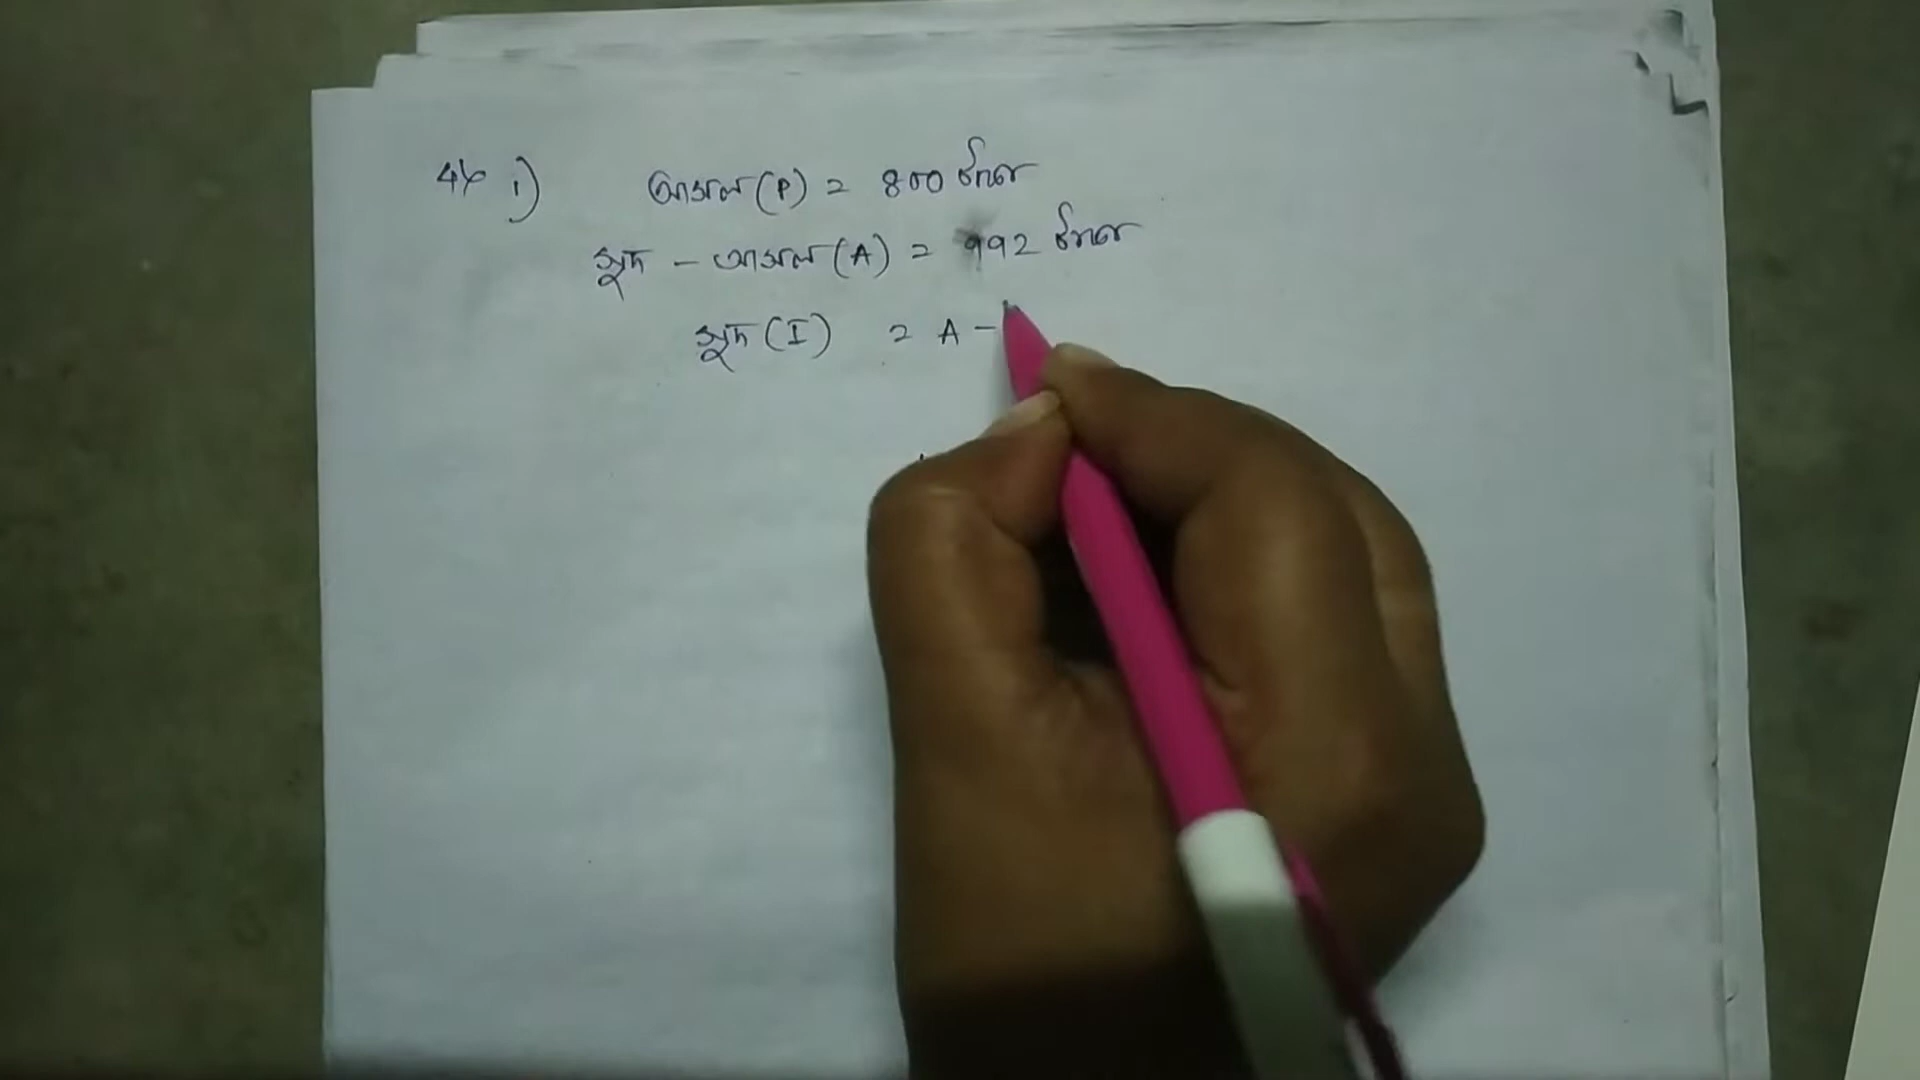 4৮ i) আসল (P) = 800 টাকা
সুদ - আসল (A) = 992 টাকা
সুদ (I) = A -